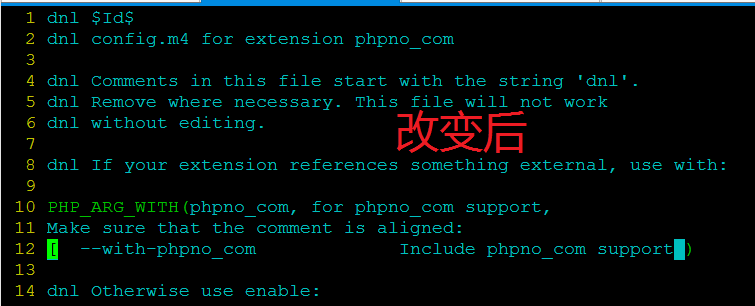 1 dnl $Id$
2 dnl config.m4 for extension phpno_com
3
4 dnl Comments in this file start with the string 'dnl'.
5 dnl Remove where necessary. This file will not work
6 dnl without editing.
改变后
7
8 dnl If your extension references something external, use with:
9
10 PHP_ARG_WITH(phpno_com, for phpno_com support,
11 Make sure that the comment is aligned:
12 [  --with-phpno_com             Include phpno_com support])
13
14 dnl Otherwise use enable: